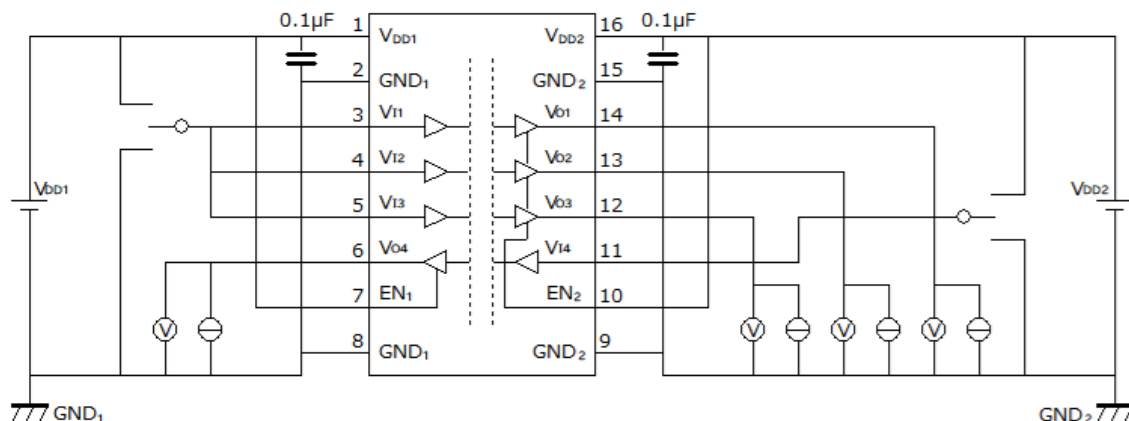 0.1μF 1 VDD1 VDD2 16 0.1μF
2 GND1 GND2 15
3 VI1 VO1 14
4 VI2 VO2 13
VDD1 5 VI3 VO3 12 VDD2
6 VO4 VI4 11
7 EN1 EN2 10
V V V V
8 GND1 GND2 9
GND1 GND2